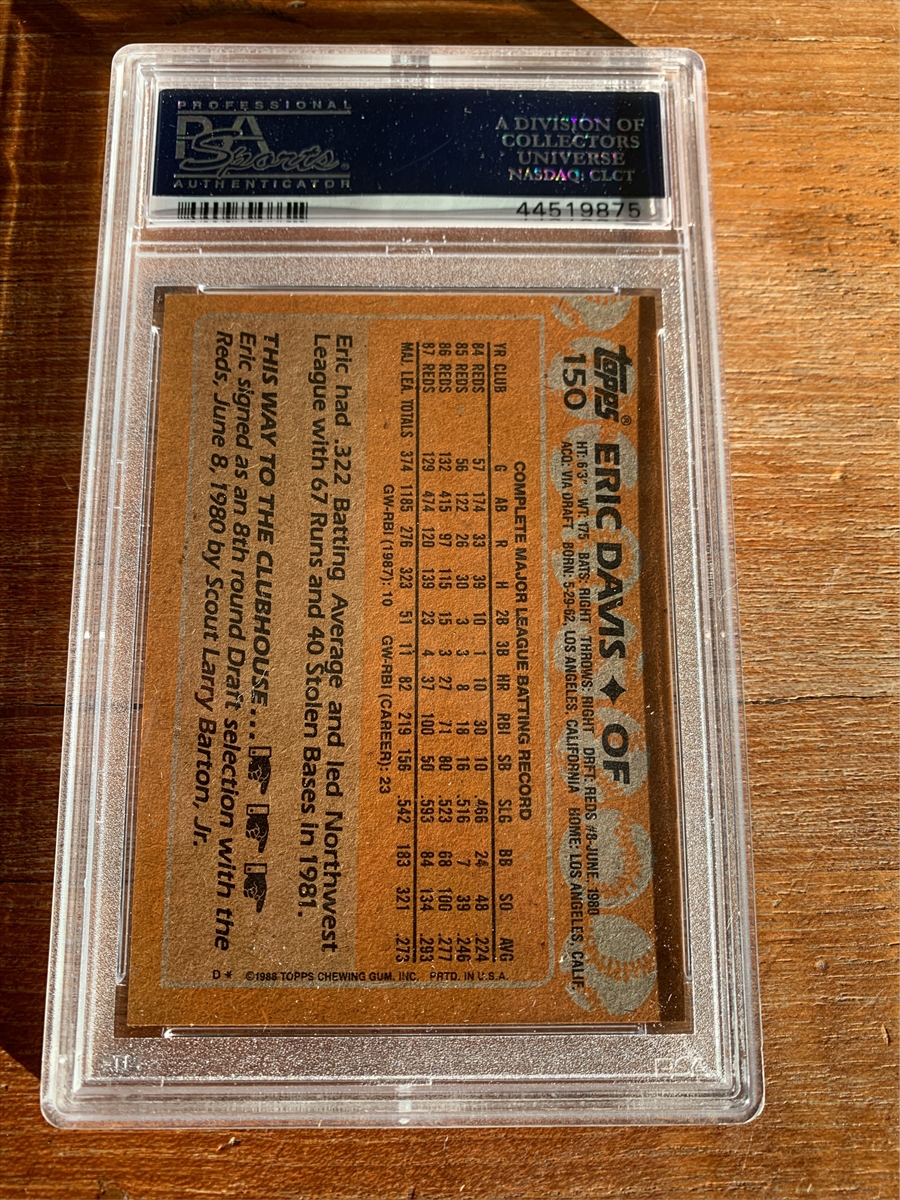 PROFESSIONAL
PSA
Sports
AUTHENTICATOR
A DIVISION OF
COLLECTORS
UNIVERSE
NASDAQ: CLCT
44519875
topps®
150
ERIC DAVIS ♦ OF
HT: 6'3" WT: 175 BATS: RIGHT THROWS: RIGHT DRFT: REDS #8-JUNE, 1980
ACQ: VIA DRAFT BORN: 5-29-62, LOS ANGELES, CALIFORNIA HOME: LOS ANGELES, CALIF.
COMPLETE MAJOR LEAGUE BATTING RECORD
YR CLUB G AB R H 2B 3B HR RBI SB SLG BB SO AVG
84 REDS 57 174 33 39 10 1 10 30 10 .466 24 48 .224
85 REDS 56 122 26 30 3 3 8 18 16 .516 7 39 .246
86 REDS 132 415 97 115 15 3 27 71 80 .523 68 100 .277
87 REDS 129 474 120 139 23 4 37 100 50 .593 84 134 .293
MAJ. LEA. TOTALS 374 1185 276 323 51 11 82 219 156 .542 183 321 .273
GW-RBI (1987): 10 GW-RBI (CAREER): 23
Eric had .322 Batting Average and led Northwest
League with 67 Runs and 40 Stolen Bases in 1981.
THIS WAY TO THE CLUBHOUSE...
Eric signed as an 8th round Draft selection with the
Reds, June 8, 1980 by Scout Larry Barton, Jr.
D* ©1988 TOPPS CHEWING GUM, INC. PRTD. IN U.S.A.